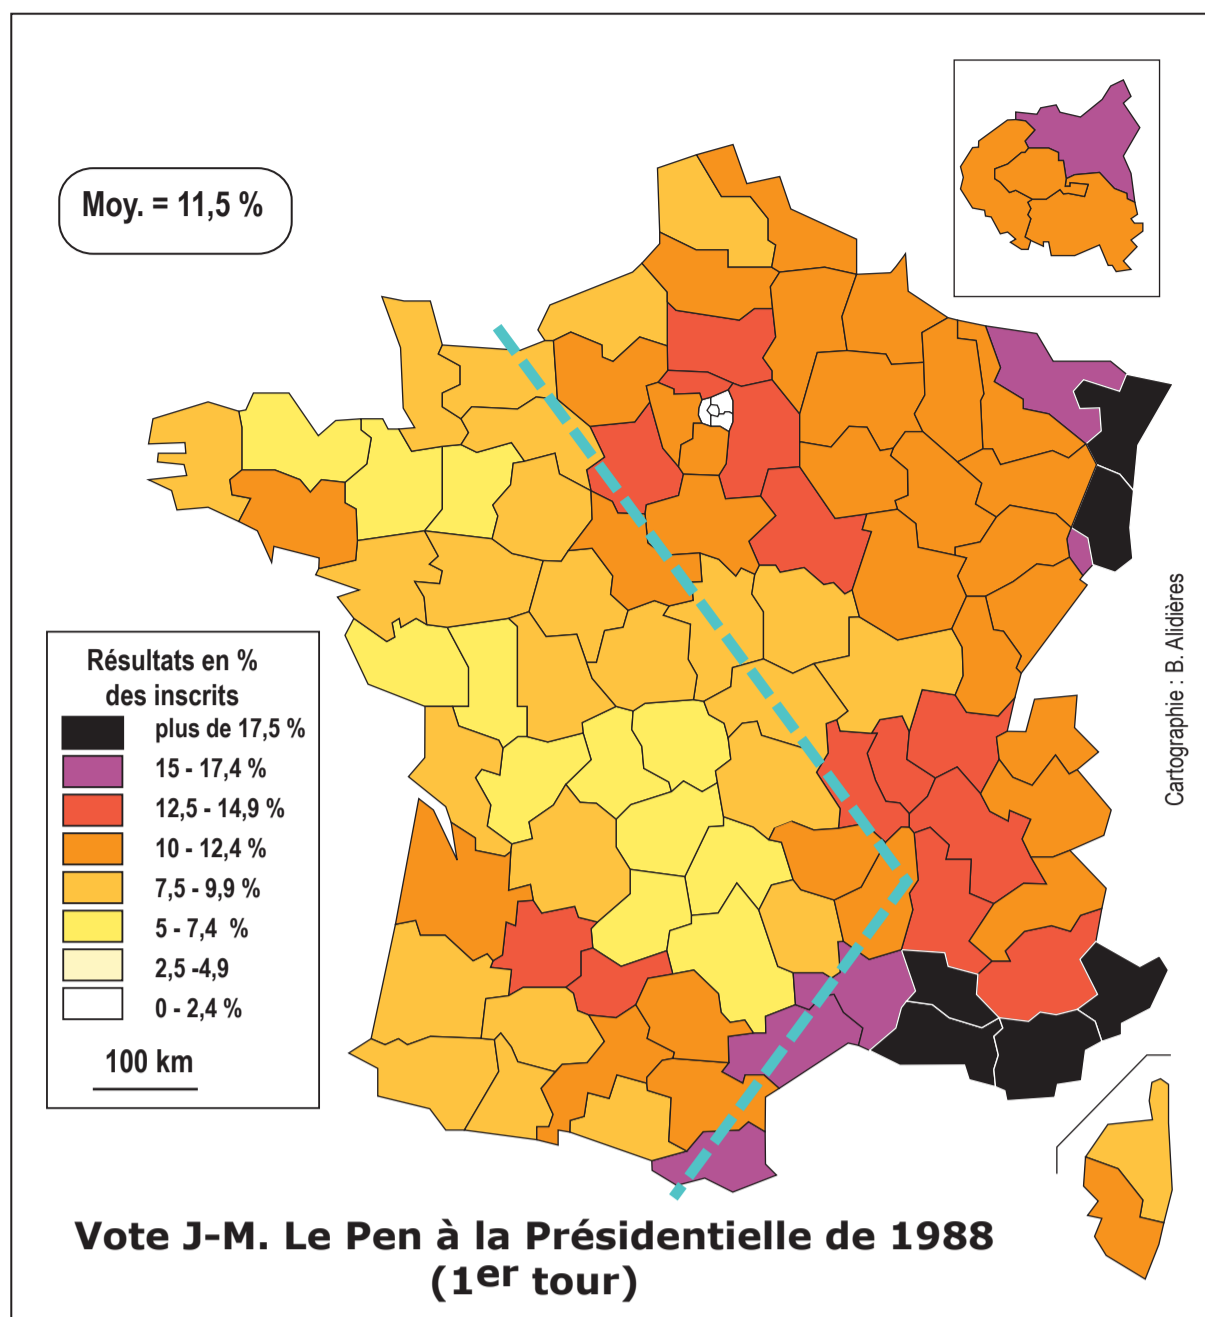 Moy. = 11,5 %
Résultats en %
des inscrits
plus de 17,5 %
15 - 17,4 %
12,5 - 14,9 %
10 - 12,4 %
7,5 - 9,9 %
5 - 7,4 %
2,5 -4,9
0 - 2,4 %
100 km
Cartographie : B. Alidières
Vote J-M. Le Pen à la Présidentielle de 1988
(1er tour)